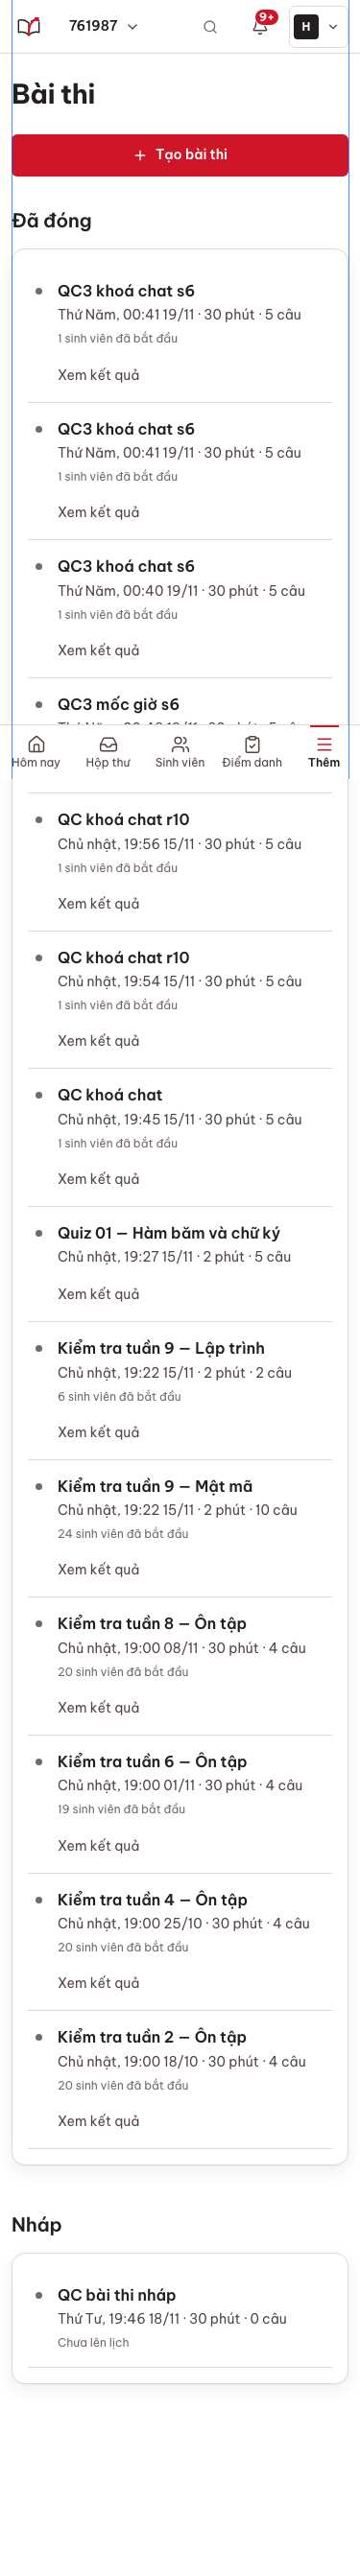 761987
9+
H
Bài thi
+ Tạo bài thi
Đã đóng
QC3 khoá chat s6
Thứ Năm, 00:41 19/11 · 30 phút · 5 câu
1 sinh viên đã bắt đầu
Xem kết quả
QC3 khoá chat s6
Thứ Năm, 00:41 19/11 · 30 phút · 5 câu
1 sinh viên đã bắt đầu
Xem kết quả
QC3 khoá chat s6
Thứ Năm, 00:40 19/11 · 30 phút · 5 câu
1 sinh viên đã bắt đầu
Xem kết quả
QC3 mốc giờ s6
Hôm nay
Hộp thư
Sinh viên
Điểm danh
Thêm
QC khoá chat r10
Chủ nhật, 19:56 15/11 · 30 phút · 5 câu
1 sinh viên đã bắt đầu
Xem kết quả
QC khoá chat r10
Chủ nhật, 19:54 15/11 · 30 phút · 5 câu
1 sinh viên đã bắt đầu
Xem kết quả
QC khoá chat
Chủ nhật, 19:45 15/11 · 30 phút · 5 câu
1 sinh viên đã bắt đầu
Xem kết quả
Quiz 01 — Hàm băm và chữ ký
Chủ nhật, 19:27 15/11 · 2 phút · 5 câu
Xem kết quả
Kiểm tra tuần 9 — Lập trình
Chủ nhật, 19:22 15/11 · 2 phút · 2 câu
6 sinh viên đã bắt đầu
Xem kết quả
Kiểm tra tuần 9 — Mật mã
Chủ nhật, 19:22 15/11 · 2 phút · 10 câu
24 sinh viên đã bắt đầu
Xem kết quả
Kiểm tra tuần 8 — Ôn tập
Chủ nhật, 19:00 08/11 · 30 phút · 4 câu
20 sinh viên đã bắt đầu
Xem kết quả
Kiểm tra tuần 6 — Ôn tập
Chủ nhật, 19:00 01/11 · 30 phút · 4 câu
19 sinh viên đã bắt đầu
Xem kết quả
Kiểm tra tuần 4 — Ôn tập
Chủ nhật, 19:00 25/10 · 30 phút · 4 câu
20 sinh viên đã bắt đầu
Xem kết quả
Kiểm tra tuần 2 — Ôn tập
Chủ nhật, 19:00 18/10 · 30 phút · 4 câu
20 sinh viên đã bắt đầu
Xem kết quả
Nháp
QC bài thi nháp
Thứ Tư, 19:46 18/11 · 30 phút · 0 câu
Chưa lên lịch